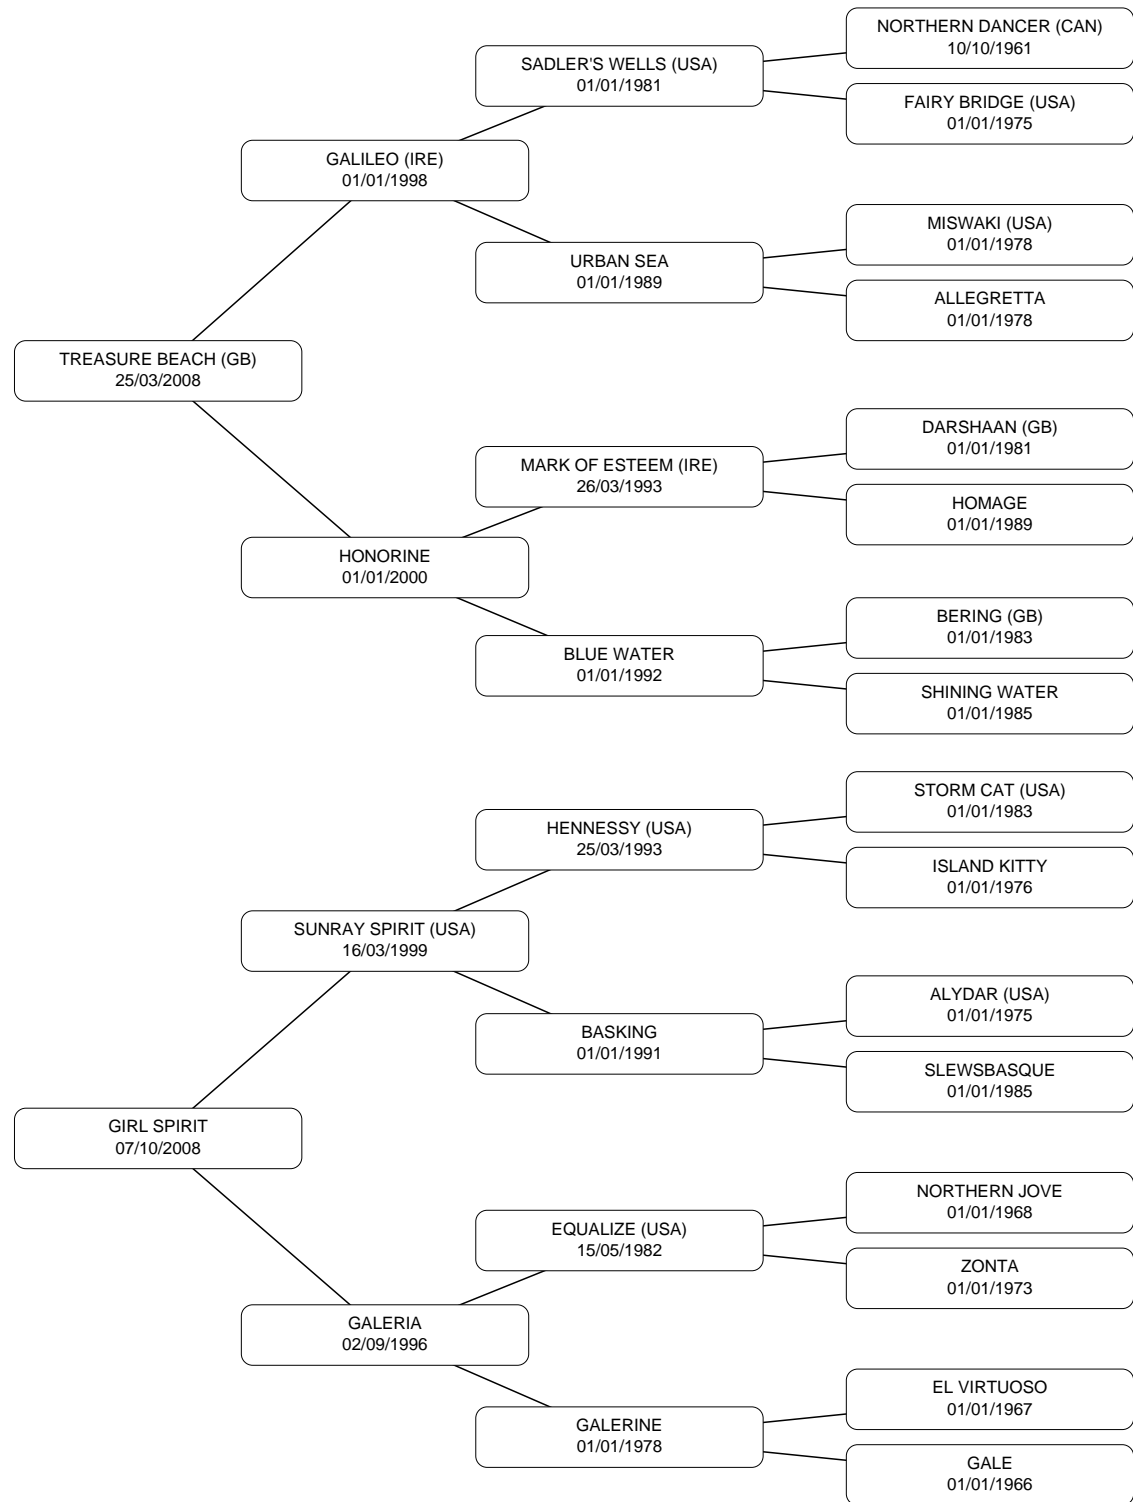 NORTHERN DANCER (CAN)
10/10/1961
SADLER'S WELLS (USA)
01/01/1981
FAIRY BRIDGE (USA)
01/01/1975
GALILEO (IRE)
01/01/1998
MISWAKI (USA)
01/01/1978
URBAN SEA
01/01/1989
ALLEGRETTA
01/01/1978
TREASURE BEACH (GB)
25/03/2008
DARSHAAN (GB)
01/01/1981
MARK OF ESTEEM (IRE)
26/03/1993
HOMAGE
01/01/1989
HONORINE
01/01/2000
BERING (GB)
01/01/1983
BLUE WATER
01/01/1992
SHINING WATER
01/01/1985
STORM CAT (USA)
01/01/1983
HENNESSY (USA)
25/03/1993
ISLAND KITTY
01/01/1976
SUNRAY SPIRIT (USA)
16/03/1999
ALYDAR (USA)
01/01/1975
BASKING
01/01/1991
SLEWSBASQUE
01/01/1985
GIRL SPIRIT
07/10/2008
NORTHERN JOVE
01/01/1968
EQUALIZE (USA)
15/05/1982
ZONTA
01/01/1973
GALERIA
02/09/1996
EL VIRTUOSO
01/01/1967
GALERINE
01/01/1978
GALE
01/01/1966